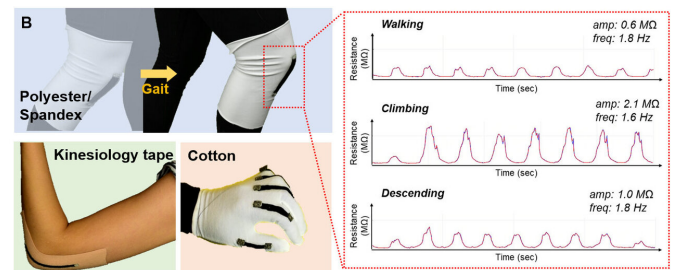 B
Polyester/
Spandex
Gait
Kinesiology tape
Cotton
Walking
amp: 0.6 MΩ
freq: 1.8 Hz
Resistance
(MΩ)
Time (sec)
Climbing
amp: 2.1 MΩ
freq: 1.6 Hz
Resistance
(MΩ)
Time (sec)
Descending
amp: 1.0 MΩ
freq: 1.8 Hz
Resistance
(MΩ)
Time (sec)